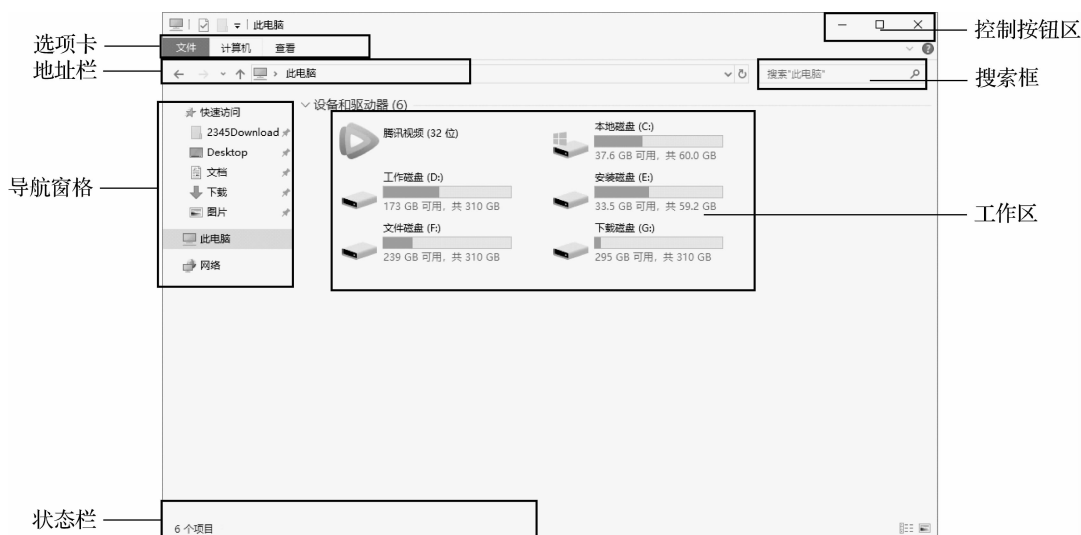 此电脑
控制按钮区
选项卡
文件 计算机 查看
地址栏
此电脑
搜索"此电脑"
搜索框
导航窗格
快速访问
2345Download
Desktop
文档
下载
图片
此电脑
网络
设备和驱动器 (6)
腾讯视频 (32 位)
本地磁盘 (C:)
37.6 GB 可用, 共 60.0 GB
工作磁盘 (D:)
173 GB 可用, 共 310 GB
安装磁盘 (E:)
33.5 GB 可用, 共 59.2 GB
文件磁盘 (F:)
239 GB 可用, 共 310 GB
下载磁盘 (G:)
295 GB 可用, 共 310 GB
工作区
状态栏
6 个项目